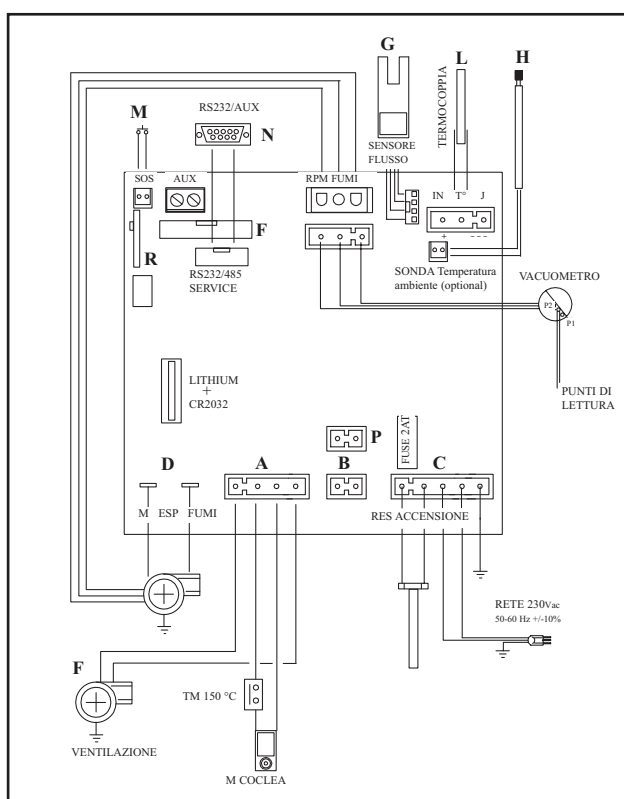 G
L
H
M
RS232/AUX
N
TERMOCOPPIA
SENSORE
FLUSSO
SOS
AUX
RPM FUMI
IN T° J
F
+ ---
R
RS232/485
SERVICE
SONDA Temperatura
ambiente (optional)
VACUOMETRO
P2
P1
PUNTI DI
LETTURA
LITHIUM
+
CR2032
FUSE 2AT
P
D
A
B
C
M ESP FUMI
RES ACCENSIONE
RETE 230Vac
50-60 Hz +/-10%
F
TM 150 °C
VENTILAZIONE
M COCLEA